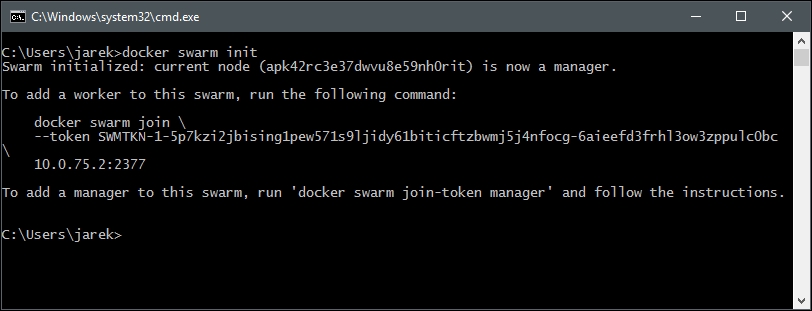 C:\Windows\system32\cmd.exe
C:\Users\jarek>docker swarm init
Swarm initialized: current node (apk42rc3e37dwvu8e59nh0rit) is now a manager.
To add a worker to this swarm, run the following command:
docker swarm join \
--token SWMTKN-1-5p7kzi2jbising1pew571s9ljidy61biticftzbwmj5j4nfocg-6aieefd3frhl3ow3zppulc0bc
\
10.0.75.2:2377
To add a manager to this swarm, run 'docker swarm join-token manager' and follow the instructions.
C:\Users\jarek>